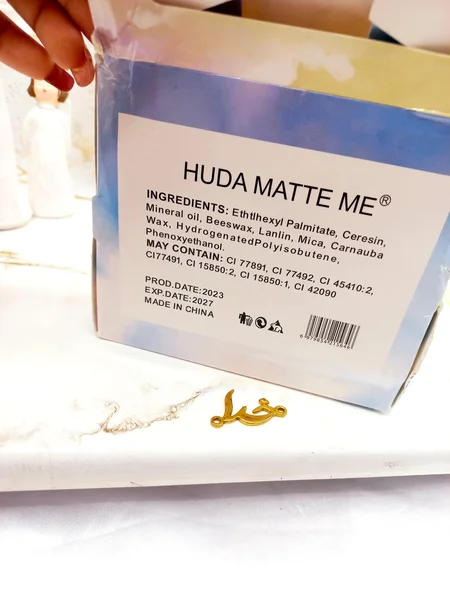 HUDA MATTE ME®
INGREDIENTS: Ethtlhexyl Palmitate, Ceresin,
Mineral oil, Beeswax, Lanlin, Mica, Carnauba
Wax, HydrogenatedPolyisobutene,
Phenoxyethanol.
MAY CONTAIN: CI 77891, CI 77492, CI 45410:2,
CI77491, CI 15850:2, CI 15850:1, CI 42090
PROD.DATE:2023
EXP.DATE:2027
MADE IN CHINA